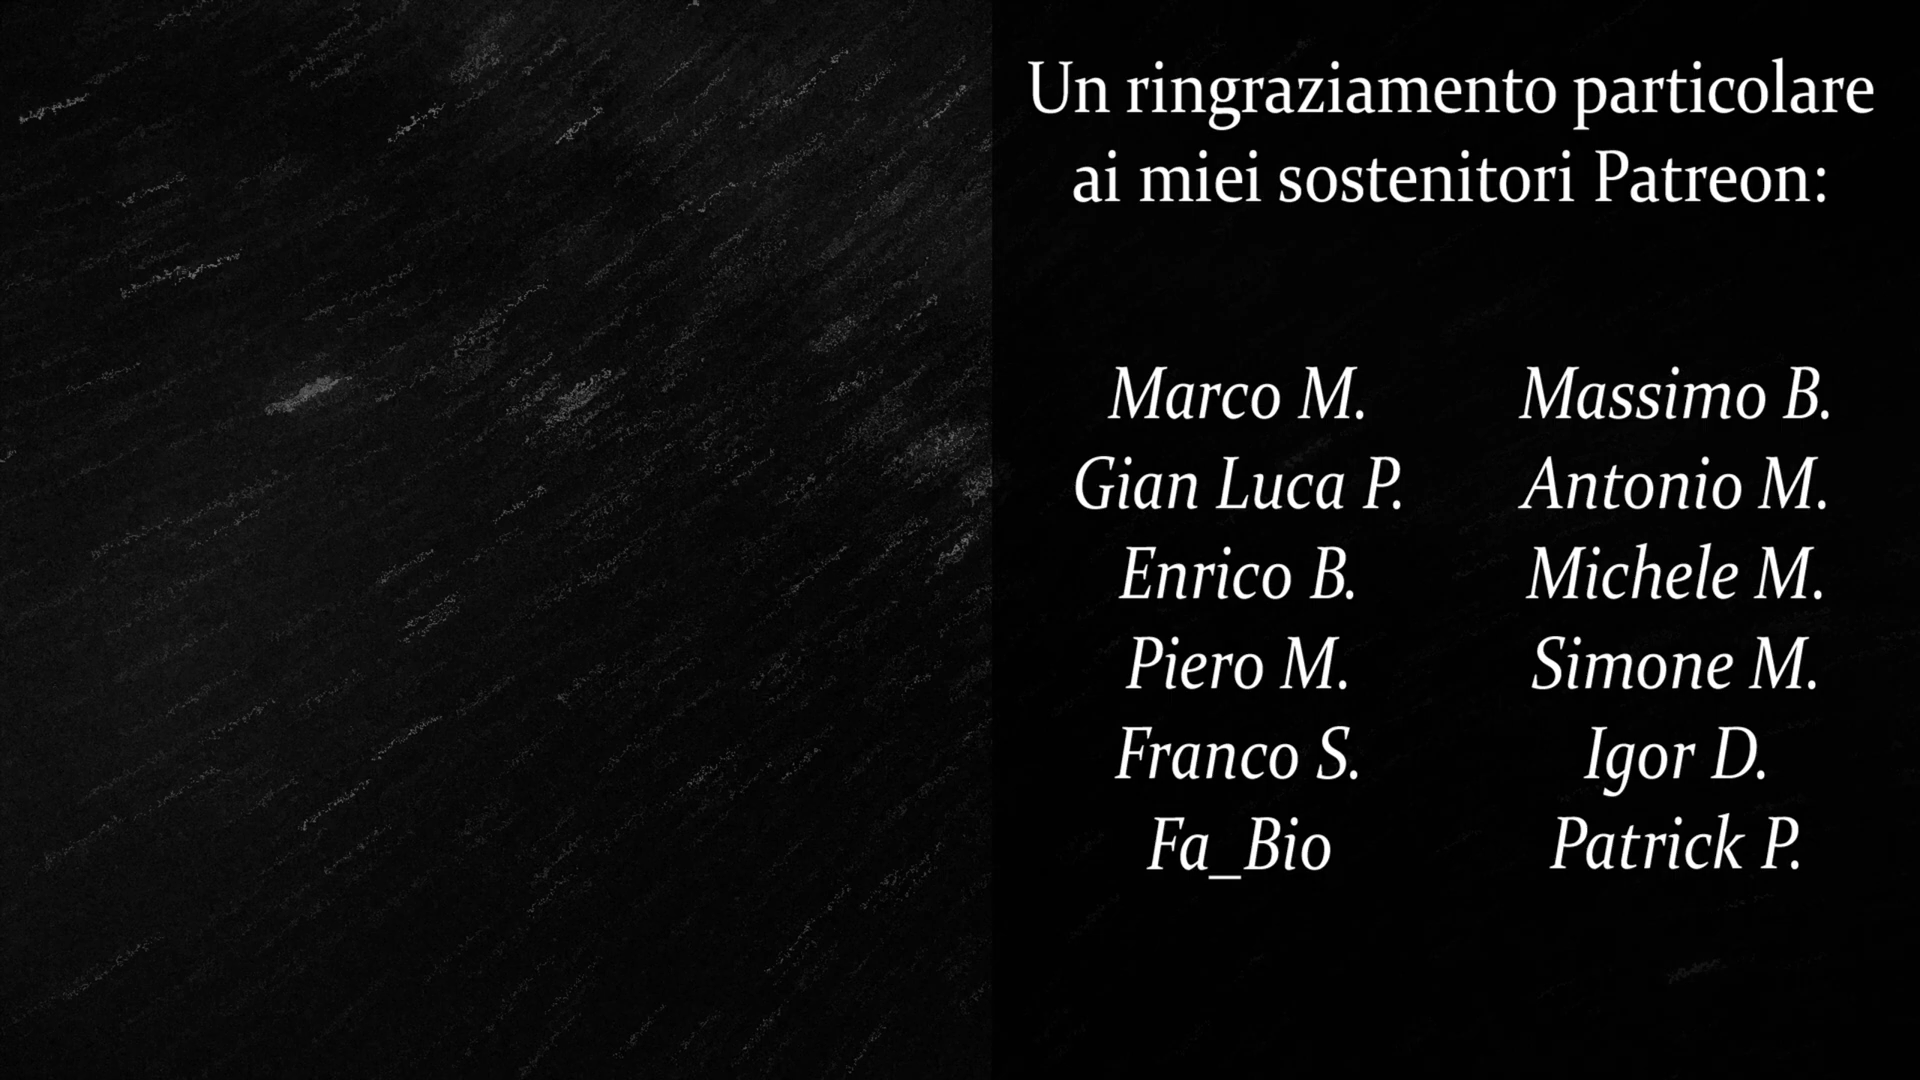 Un ringraziamento particolare
ai miei sostenitori Patreon:
Marco M.
Gian Luca P.
Enrico B.
Piero M.
Franco S.
Fa_Bio
Massimo B.
Antonio M.
Michele M.
Simone M.
Igor D.
Patrick P.